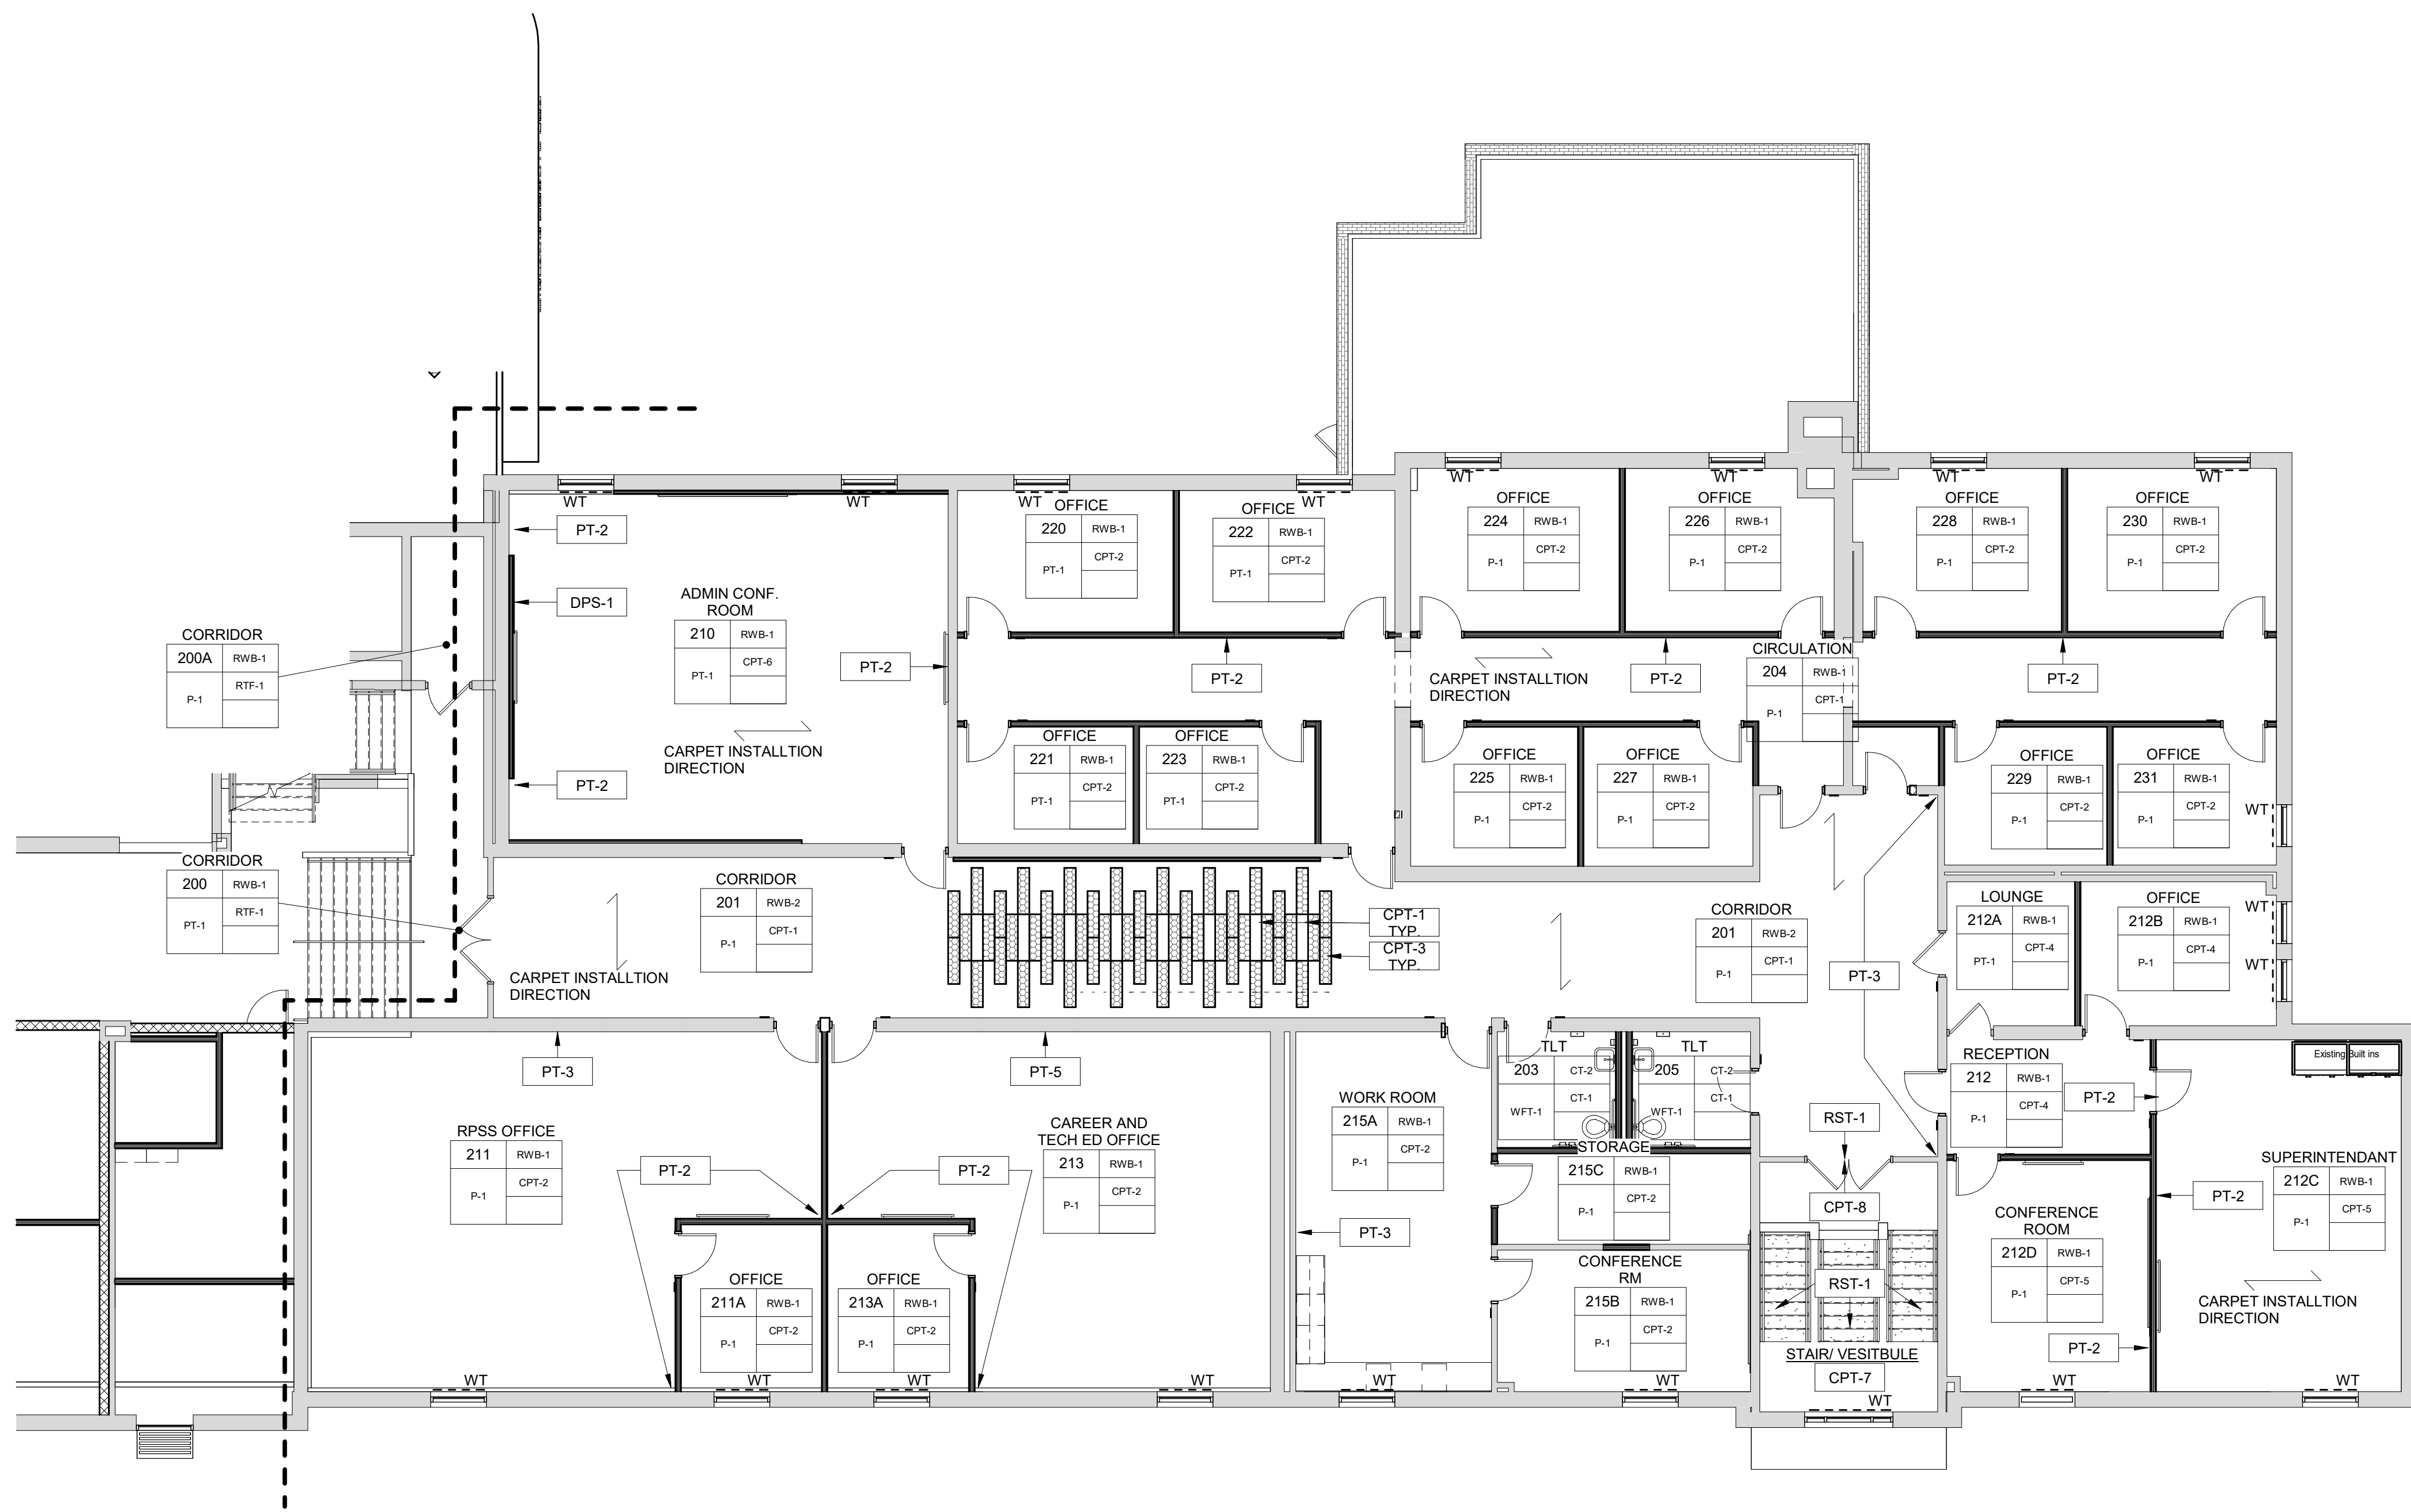 WT
WT
WT
WT
WT
WT
WT
WT
OFFICE
220
RWB-1
CPT-2
PT-1
OFFICE
222
RWB-1
CPT-2
PT-1
OFFICE
224
RWB-1
CPT-2
P-1
OFFICE
226
RWB-1
CPT-2
P-1
OFFICE
228
RWB-1
CPT-2
P-1
OFFICE
230
RWB-1
CPT-2
P-1
PT-2
DPS-1
ADMIN CONF.
ROOM
210
RWB-1
CPT-6
PT-1
PT-2
PT-2
CARPET INSTALLTION
DIRECTION
PT-2
CARPET INSTALLTION
DIRECTION
PT-2
CIRCULATION
204
RWB-1
CPT-1
P-1
PT-2
PT-2
CORRIDOR
200A
RWB-1
RTF-1
P-1
OFFICE
221
RWB-1
CPT-2
PT-1
OFFICE
223
RWB-1
CPT-2
PT-1
OFFICE
225
RWB-1
CPT-2
P-1
OFFICE
227
RWB-1
CPT-2
P-1
OFFICE
229
RWB-1
CPT-2
P-1
OFFICE
231
RWB-1
CPT-2
P-1
WT
CORRIDOR
200
RWB-1
RTF-1
PT-1
CORRIDOR
201
RWB-2
CPT-1
P-1
CARPET INSTALLTION
DIRECTION
CPT-1
TYP.
CPT-3
TYP.
CORRIDOR
201
RWB-2
CPT-1
P-1
PT-3
LOUNGE
212A
RWB-1
CPT-4
PT-1
OFFICE
212B
RWB-1
CPT-4
P-1
WT
WT
PT-3
PT-5
RPSS OFFICE
211
RWB-1
CPT-2
P-1
PT-2
PT-2
CAREER AND
TECH ED OFFICE
213
RWB-1
CPT-2
P-1
WORK ROOM
215A
RWB-1
CPT-2
P-1
PT-3
TLT
203
CT-2
CT-1
WFT-1
TLT
205
CT-2
CT-1
WFT-1
STORAGE
215C
RWB-1
CPT-2
P-1
CONFERENCE
RM
215B
RWB-1
CPT-2
P-1
RST-1
CPT-8
RST-1
STAIR/ VESITBULE
CPT-7
RECEPTION
212
RWB-1
CPT-4
P-1
PT-2
Existing Built ins
SUPERINTENDANT
212C
RWB-1
CPT-5
P-1
PT-2
CONFERENCE
ROOM
212D
RWB-1
CPT-5
P-1
PT-2
CARPET INSTALLTION
DIRECTION
OFFICE
211A
RWB-1
CPT-2
P-1
OFFICE
213A
RWB-1
CPT-2
P-1
WT
WT
WT
WT
WT
WT
WT
WT
WT